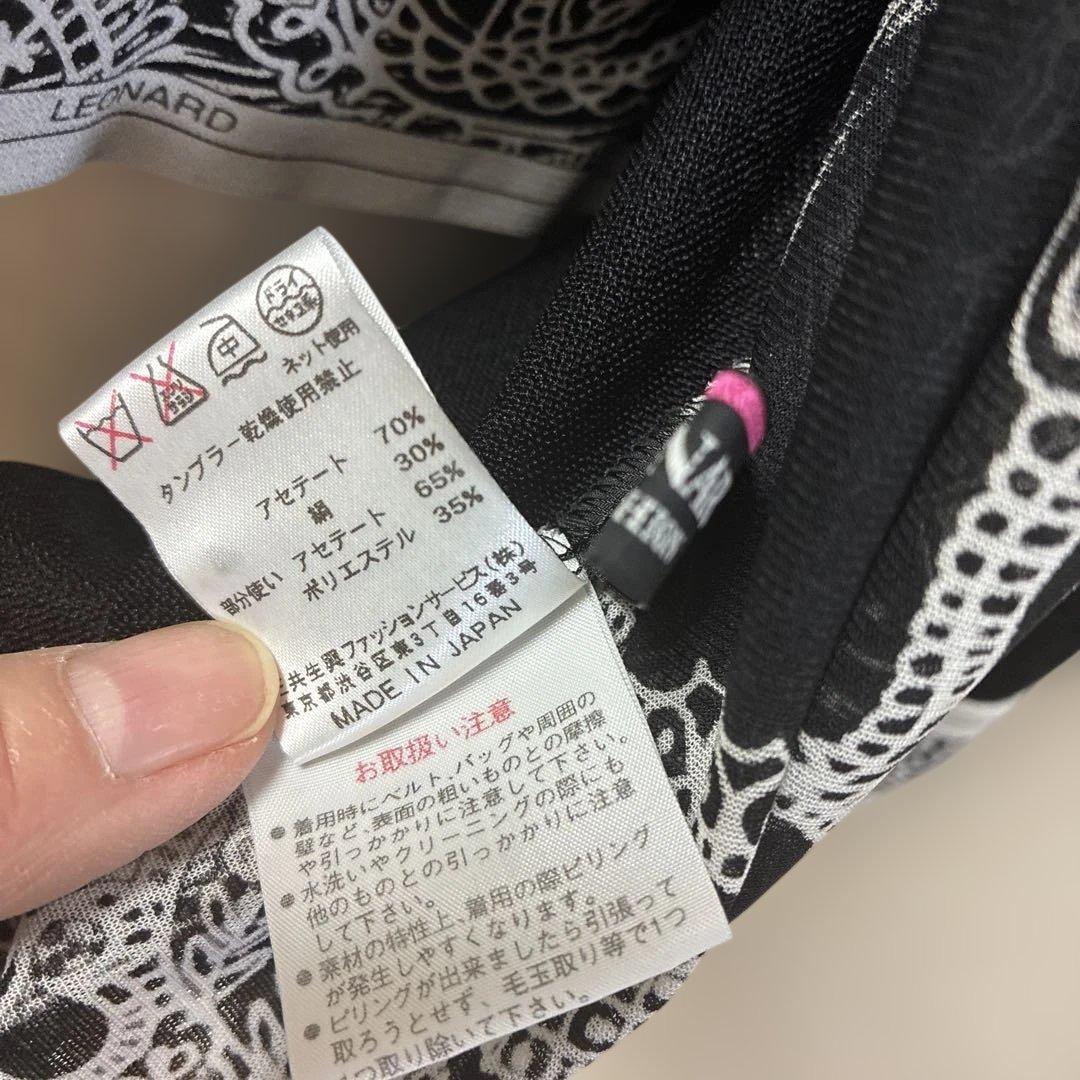 LEONARD
ドライ
セキユ系
中
エンソ
サラシ
ネット使用
タンブラー乾燥使用禁止
アセテート 70%
絹 30%
部分使い アセテート 65%
ポリエステル 35%
三共生興ファッションサービス(株)
東京都渋谷区東3丁目16番3号
MADE IN JAPAN
お取扱い注意
● 着用時にベルト、バッグや周囲の
壁など、表面の粗いものとの摩擦
や引っかかりに注意して下さい。
● 水洗いやクリーニングの際にも
他のものとの引っかかりに注意
して下さい。
● 素材の特性上、着用の際ピリング
が発生しやすくなります。
● ピリングが出来ましたら引張って
取ろうとせず、毛玉取り等で1つ
1つ取り除いて下さい。